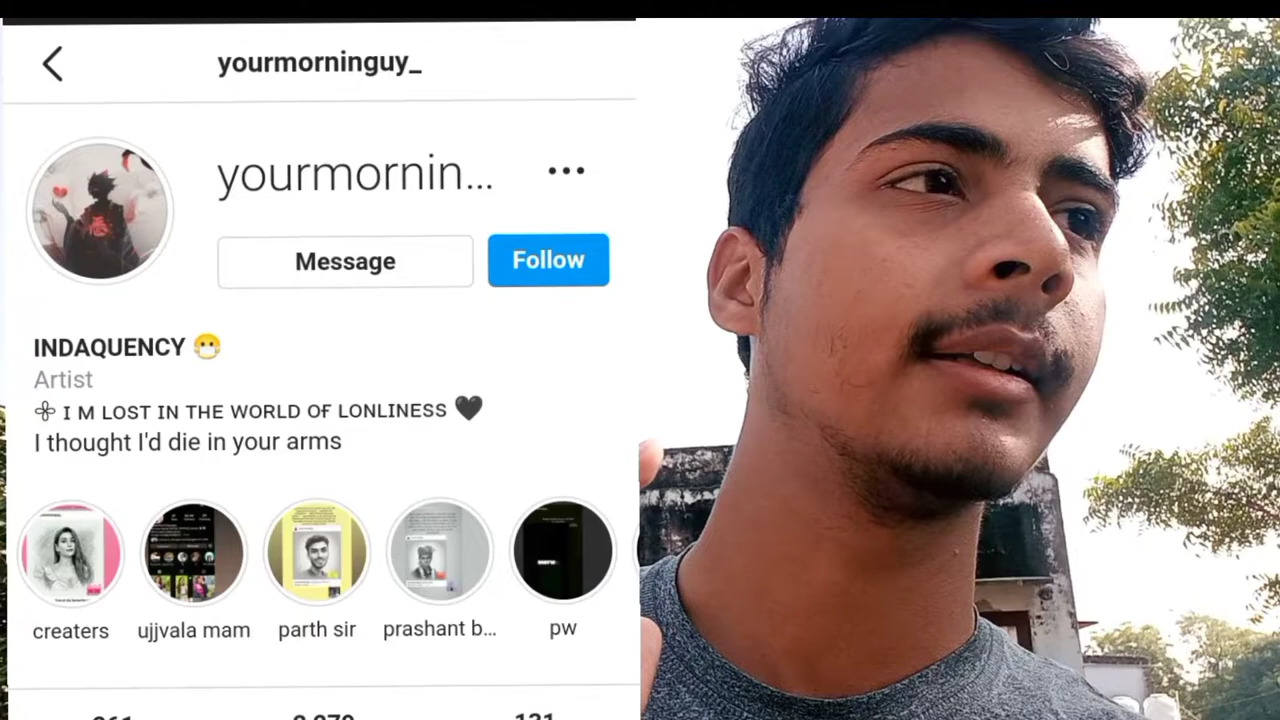 yourmorninguy_
yourmornin...
Message
Follow
INDAQUENCY 😷
Artist
I M LOST IN THE WORLD OF LONLINESS 🖤
I thought I'd die in your arms
creaters
ujjvala mam
parth sir
prashant b...
pw